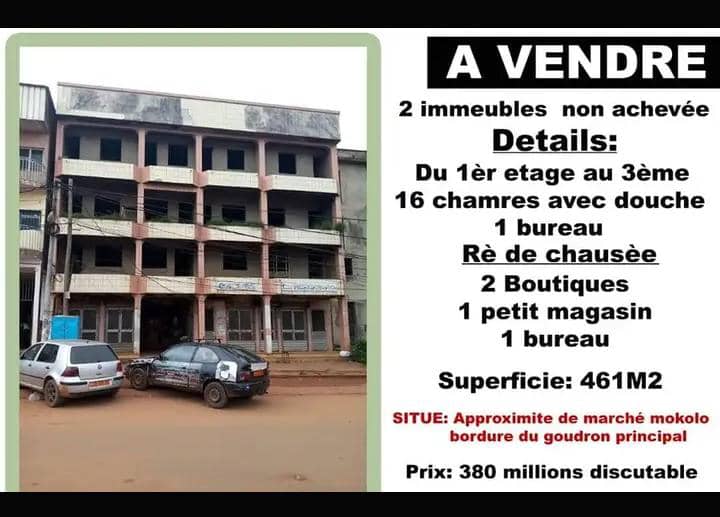 A VENDRE
2 immeubles non achevée
Details:
Du 1èr etage au 3ème
16 chamres avec douche
1 bureau
Rè de chausèe
2 Boutiques
1 petit magasin
1 bureau
Superficie: 461M2
SITUE: Approximite de marché mokolo
bordure du goudron principal
Prix: 380 millions discutable